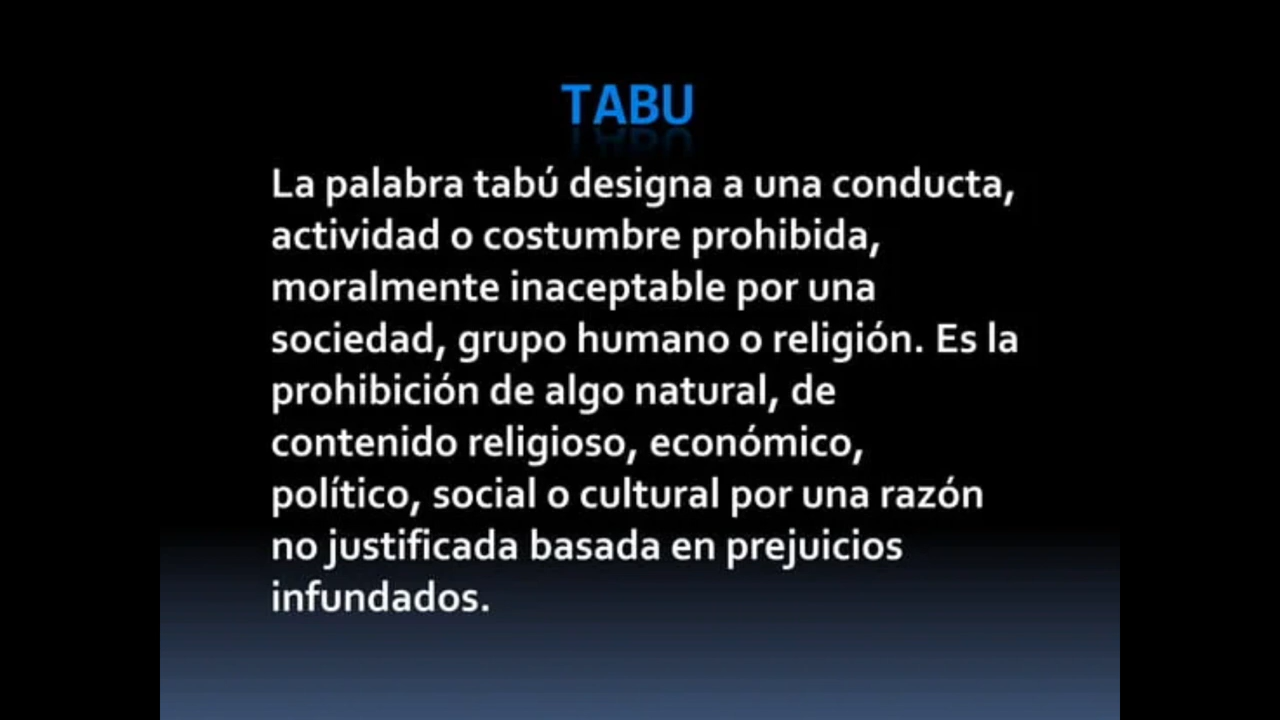 TABU
La palabra tabú designa a una conducta,
actividad o costumbre prohibida,
moralmente inaceptable por una
sociedad, grupo humano o religión. Es la
prohibición de algo natural, de
contenido religioso, económico,
político, social o cultural por una razón
no justificada basada en prejuicios
infundados.